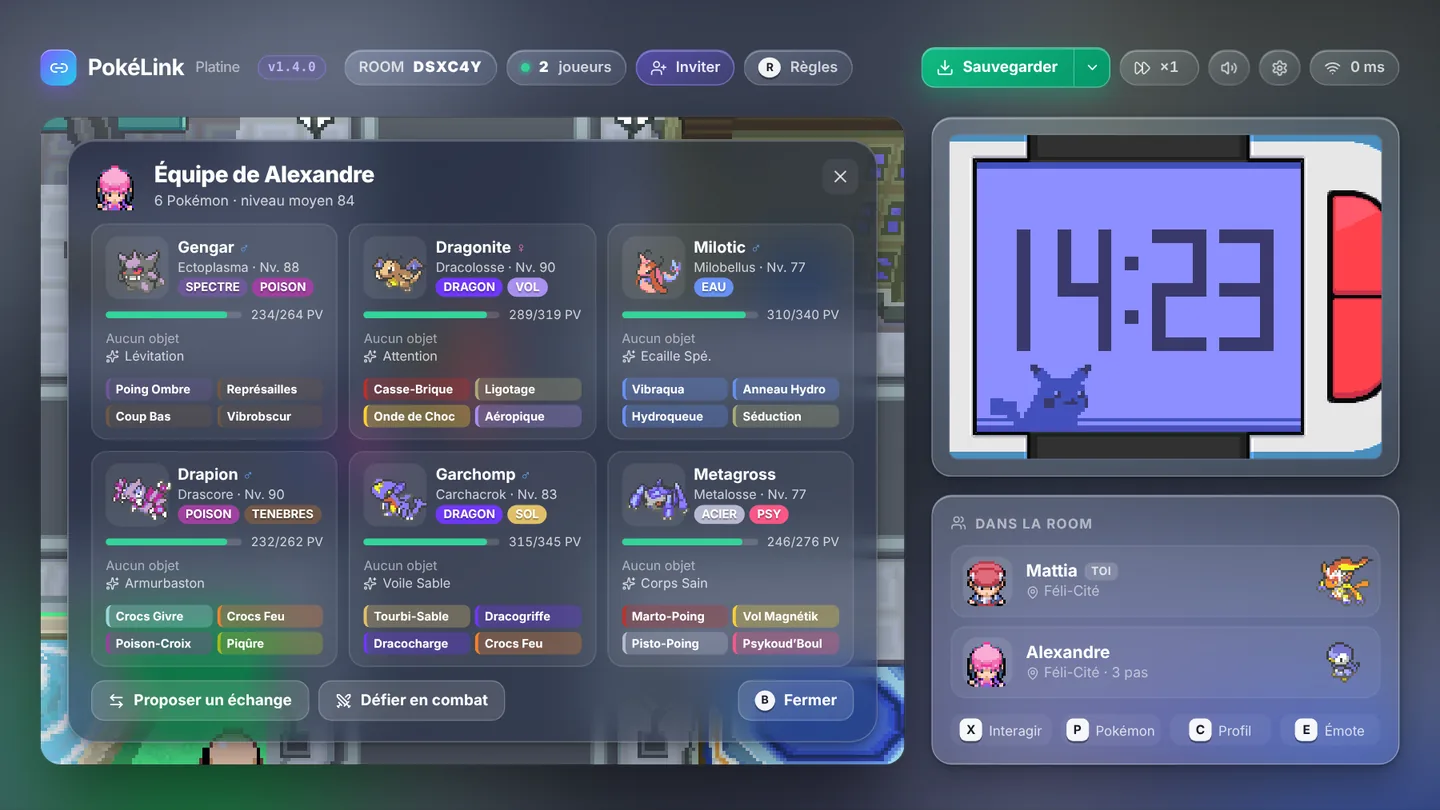 PokéLink Platine v1.4.0 ROOM DSXC4Y 2 joueurs Inviter R Règles Sauvegarder ×1 0 ms
Équipe de Alexandre
6 Pokémon · niveau moyen 84
Gengar ♂
Ectoplasma · Nv. 88
SPECTRE POISON
234/264 PV
Aucun objet
Lévitation
Poing Ombre Représailles
Coup Bas Vibrobscur
Dragonite ♀
Dracolosse · Nv. 90
DRAGON VOL
289/319 PV
Aucun objet
Attention
Casse-Brique Ligotage
Onde de Choc Aéropique
Milotic ♂
Milobellus · Nv. 77
EAU
310/340 PV
Aucun objet
Ecaille Spé.
Vibraqua Anneau Hydro
Hydroqueue Séduction
Drapion ♂
Drascore · Nv. 90
POISON TENEBRES
232/262 PV
Aucun objet
Armurbaston
Crocs Givre Crocs Feu
Poison-Croix Piqûre
Garchomp ♂
Carchacrok · Nv. 83
DRAGON SOL
315/345 PV
Aucun objet
Voile Sable
Tourbi-Sable Dracogriffe
Dracocharge Crocs Feu
Metagross
Metalosse · Nv. 77
ACIER PSY
246/276 PV
Aucun objet
Corps Sain
Marto-Poing Vol Magnétik
Pisto-Poing Psykoud’Boul
Proposer un échange Défier en combat B Fermer
14:23
DANS LA ROOM
Mattia TOI
Féli-Cité
Alexandre
Féli-Cité · 3 pas
X Interagir P Pokémon C Profil E Émote